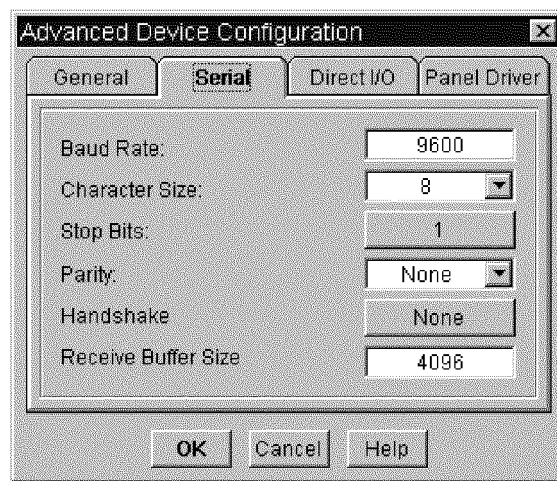 Advanced Device Configuration
General Serial Direct I/O Panel Driver
Baud Rate: 9600
Character Size: 8
Stop Bits: 1
Parity: None
Handshake None
Receive Buffer Size 4096
OK Cancel Help